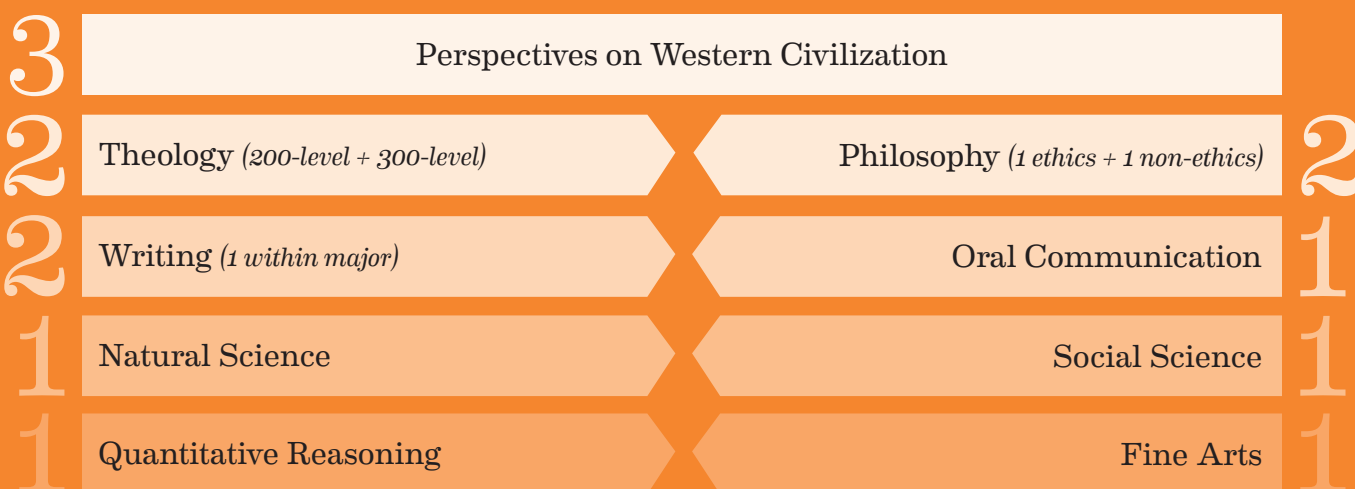 3 Perspectives on Western Civilization
2 Theology (200-level + 300-level) Philosophy (1 ethics + 1 non-ethics) 2
2 Writing (1 within major) Oral Communication 1
1 Natural Science Social Science 1
1 Quantitative Reasoning Fine Arts 1